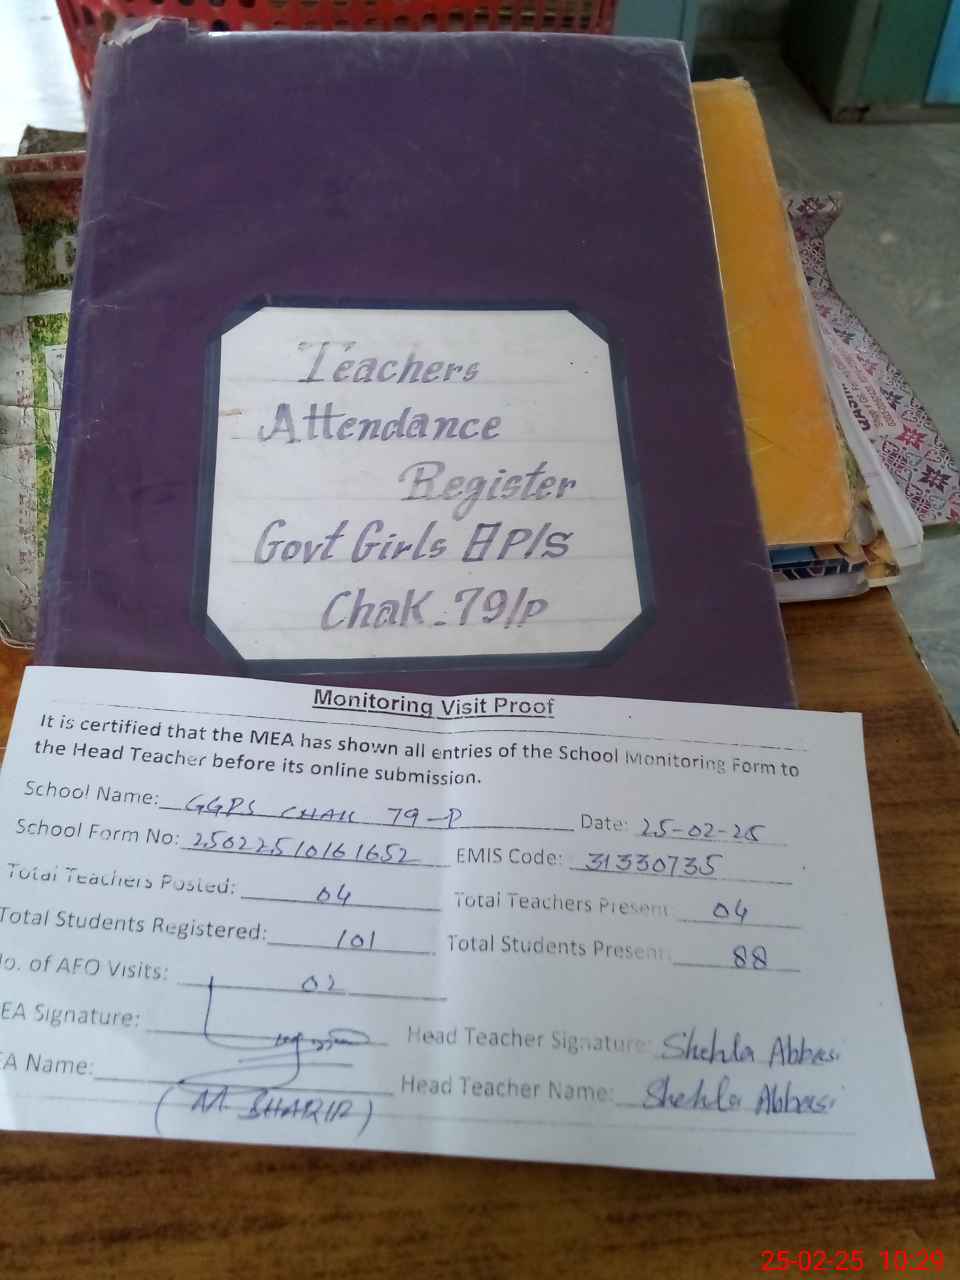 Teachers
Attendance
Register
Govt Girls E P/S
Chak-79/p
Monitoring Visit Proof
It is certified that the MEA has shown all entries of the School Monitoring Form to
the Head Teacher before its online submission.
School Name: GGPS CHAK 79-P Date: 25-02-25
School Form No: 25022510161652 EMIS Code: 31330735
Total Teachers Posted: 04 Total Teachers Present: 04
Total Students Registered: 101 Total Students Present: 88
No. of AEO Visits: 02
EA Signature: Head Teacher Signature: Shehla Abbasi
EA Name: Head Teacher Name: Shehla Abbasi
25-02-25 10:29